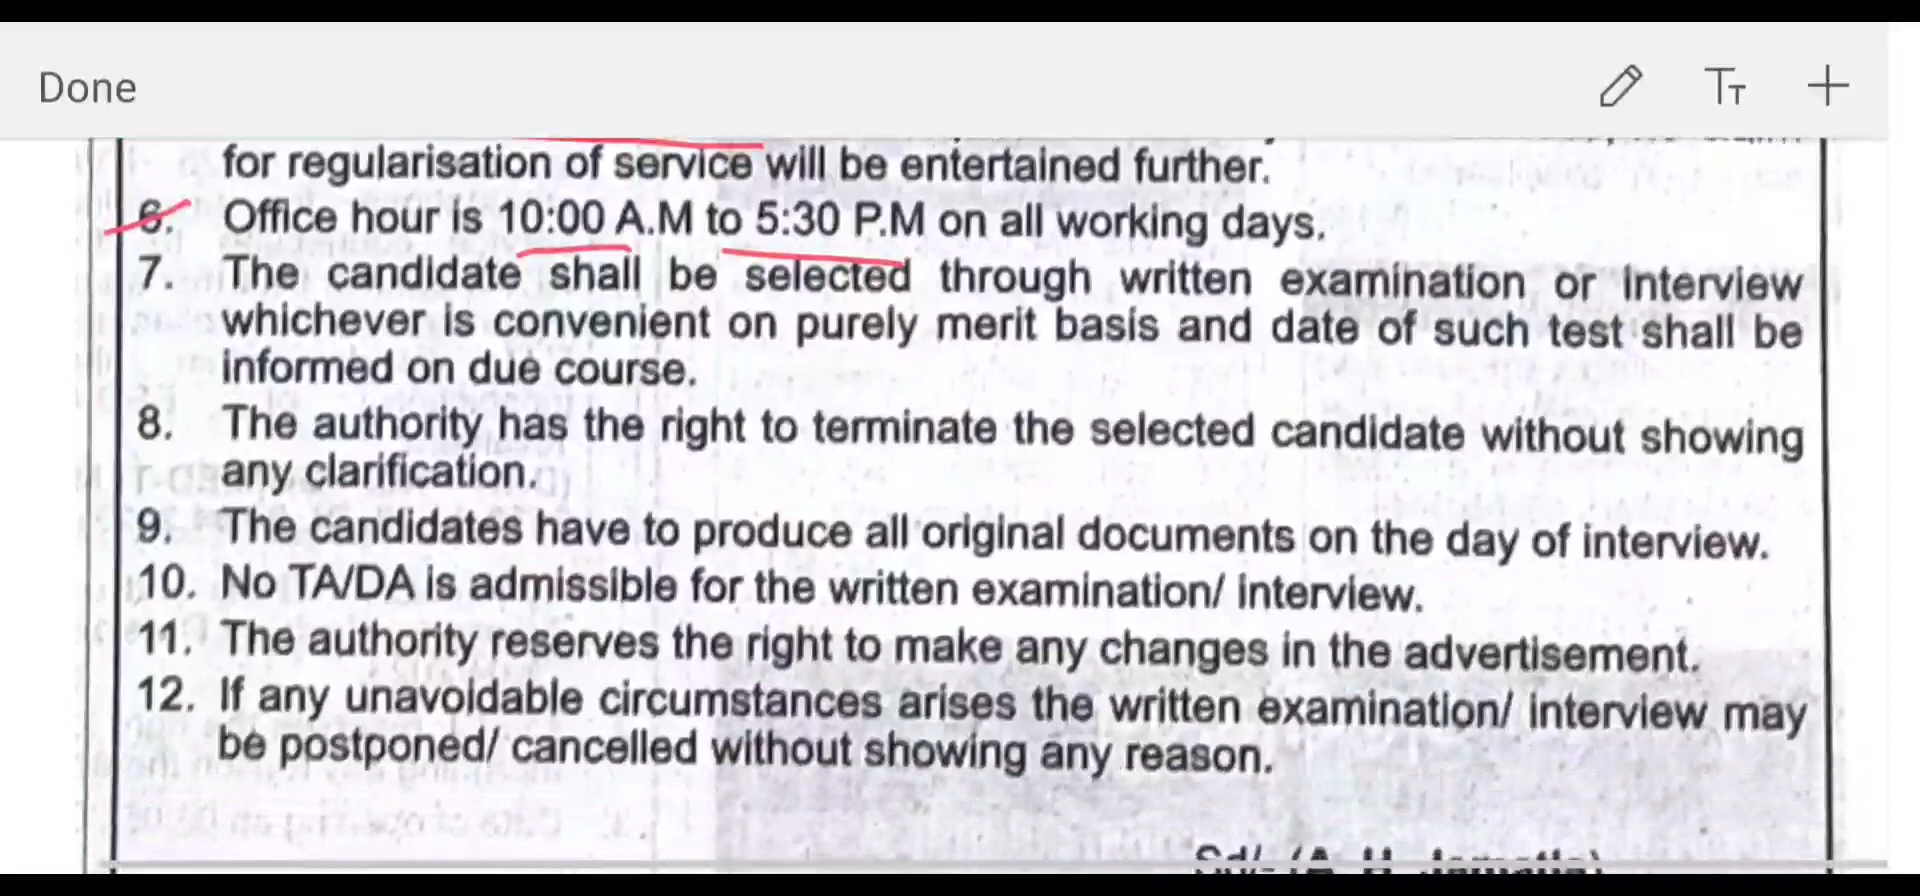 Done
for regularisation of service will be entertained further.
6. Office hour is 10:00 A.M to 5:30 P.M on all working days.
7. The candidate shall be selected through written examination or Interview
whichever is convenient on purely merit basis and date of such test shall be
informed on due course.
8. The authority has the right to terminate the selected candidate without showing
any clarification.
9. The candidates have to produce all original documents on the day of interview.
10. No TA/DA is admissible for the written examination/ interview.
11. The authority reserves the right to make any changes in the advertisement.
12. If any unavoidable circumstances arises the written examination/ interview may
be postponed/ cancelled without showing any reason.